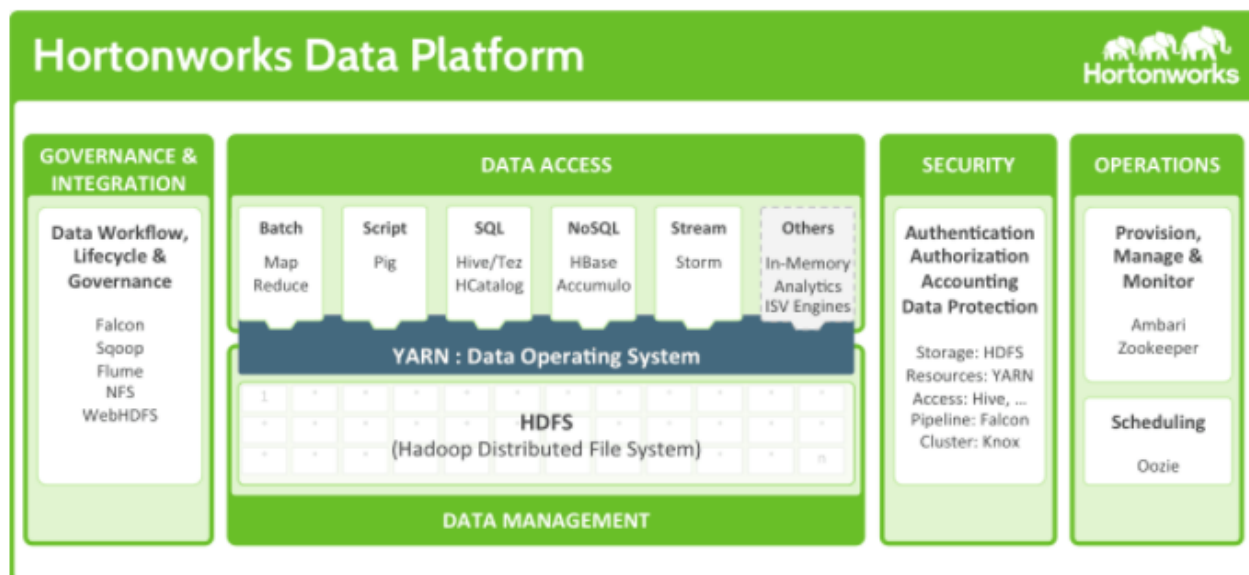 Hortonworks Data Platform
Hortonworks
GOVERNANCE &
INTEGRATION
Data Workflow,
Lifecycle &
Governance
Falcon
Sqoop
Flume
NFS
WebHDFS
DATA ACCESS
Batch
Map
Reduce
Script
Pig
SQL
Hive/Tez
HCatalog
NoSQL
HBase
Accumulo
Stream
Storm
Others
In-Memory
Analytics
ISV Engines
YARN : Data Operating System
1
HDFS
(Hadoop Distributed File System)
n
DATA MANAGEMENT
SECURITY
Authentication
Authorization
Accounting
Data Protection
Storage: HDFS
Resources: YARN
Access: Hive, ...
Pipeline: Falcon
Cluster: Knox
OPERATIONS
Provision,
Manage &
Monitor
Ambari
Zookeeper
Scheduling
Oozie